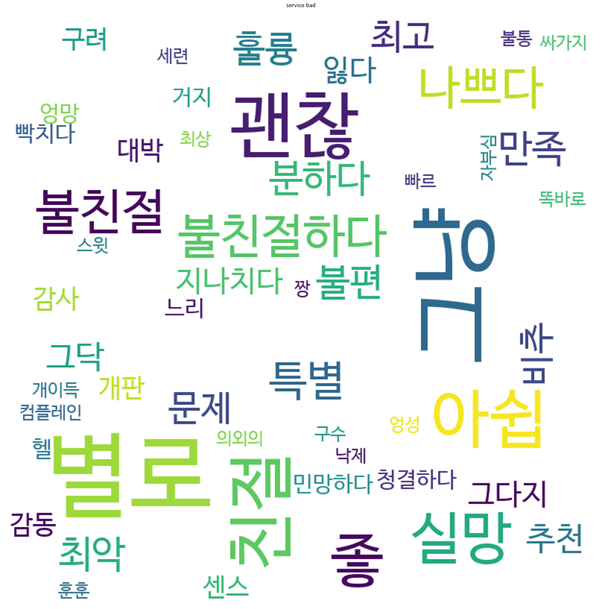 service bad
구려
세련
훌륭
최고
불통
싸가지
잃다
나쁘다
괜찮
거지
엉망
빡치다
대박
최상
만족
자부심
분하다
빠르
똑바로
불친절
불친절하다
스윗
그냥
지나치다
짱
불편
감사
느리
비추
그닥
개이득
개판
특별
컴플레인
문제
아쉽
엉성
별로
의외의
구수
헬
낙제
친절
민망하다
청결하다
그다지
감동
최악
좋
실망
추천
훈훈
센스